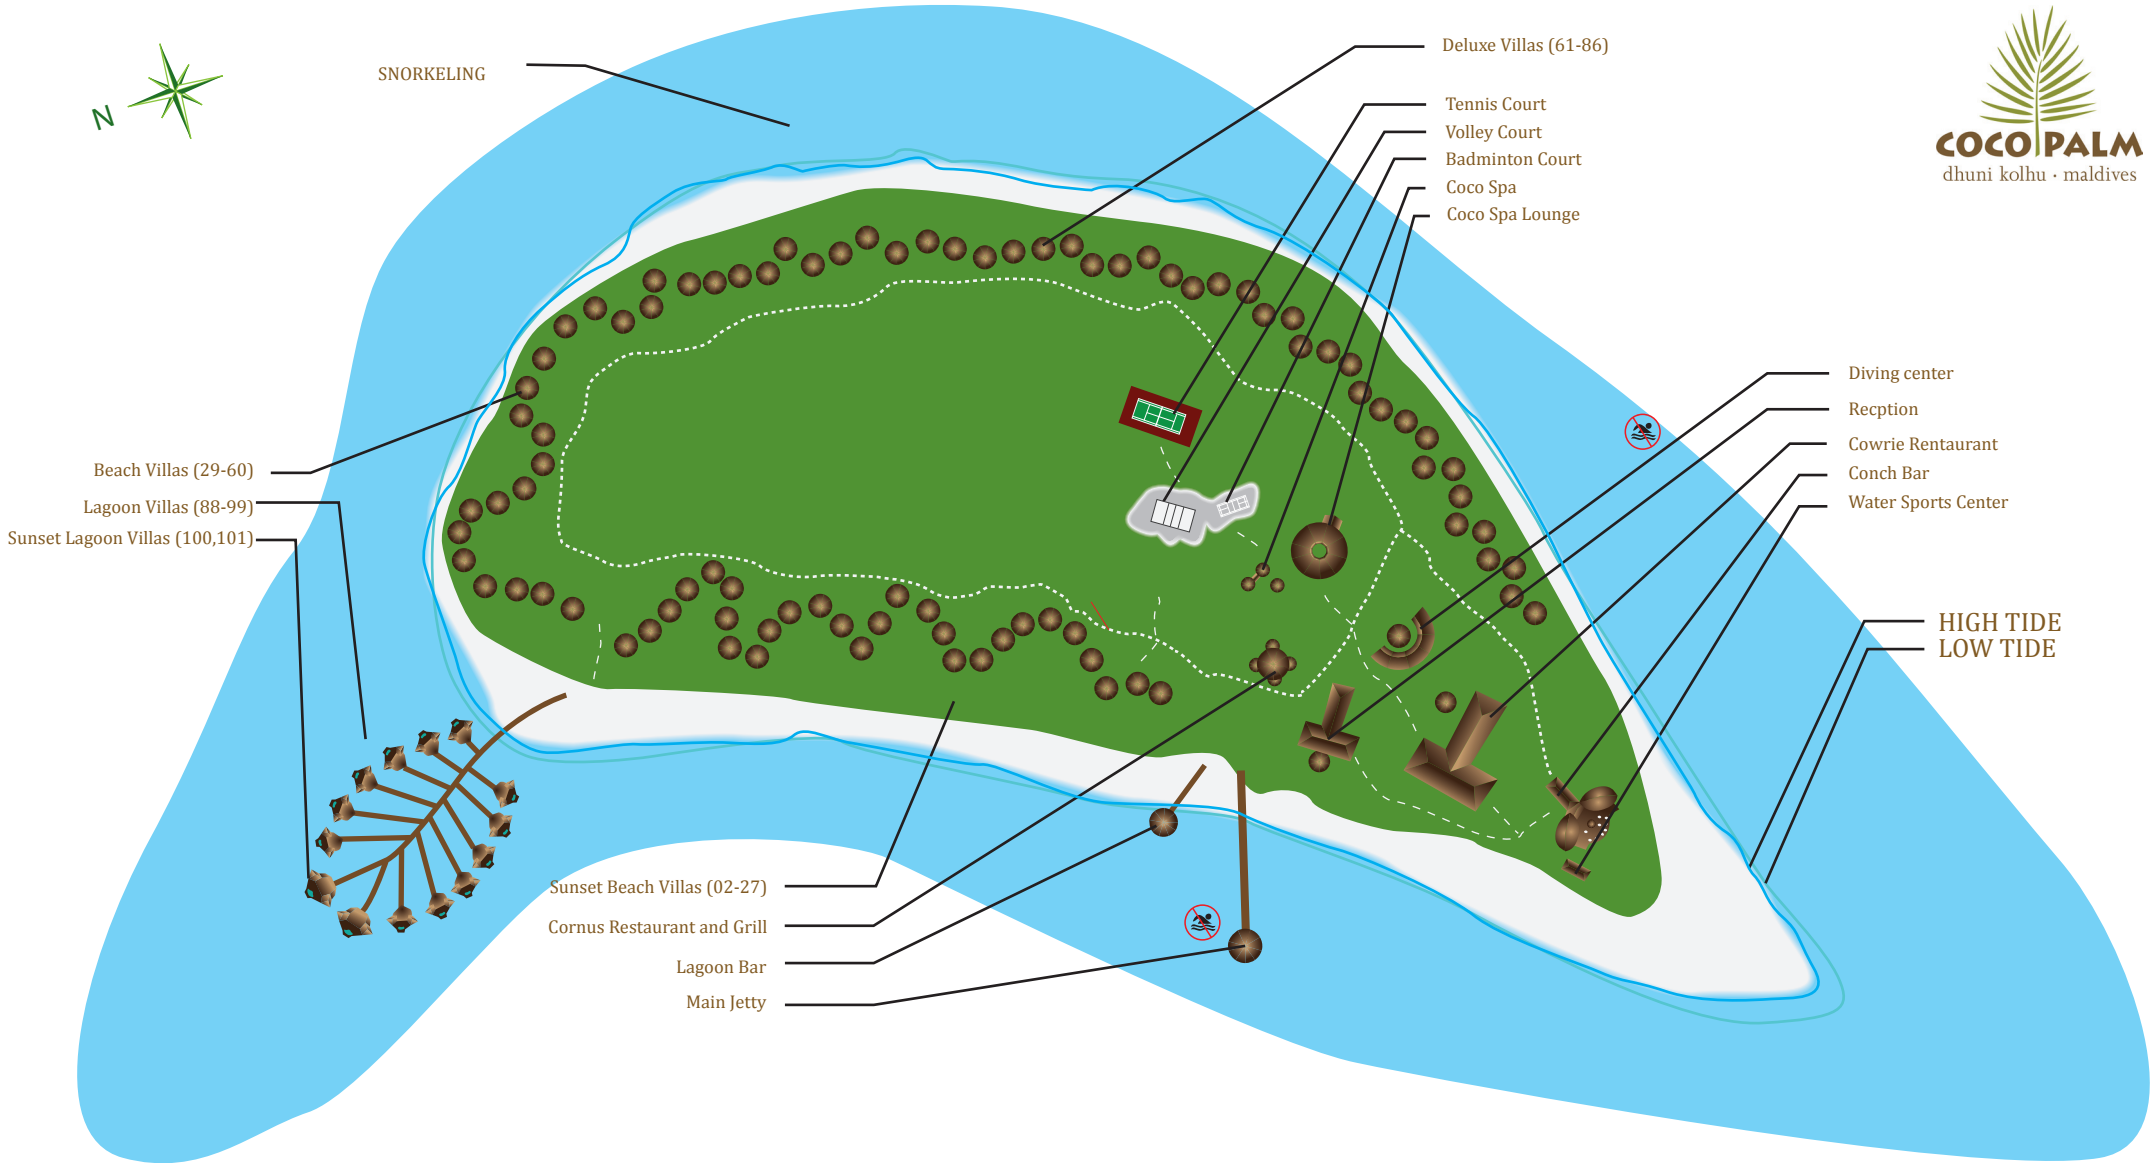 N
SNORKELING
Deluxe Villas (61-86)
Tennis Court
Volley Court
Badminton Court
Coco Spa
Coco Spa Lounge
COCO PALM
dhuni kolhu · maldives
Diving center
Recption
Cowrie Restaurant
Conch Bar
Water Sports Center
Beach Villas (29-60)
Lagoon Villas (88-99)
Sunset Lagoon Villas (100,101)
HIGH TIDE
LOW TIDE
Sunset Beach Villas (02-27)
Cornus Restaurant and Grill
Lagoon Bar
Main Jetty